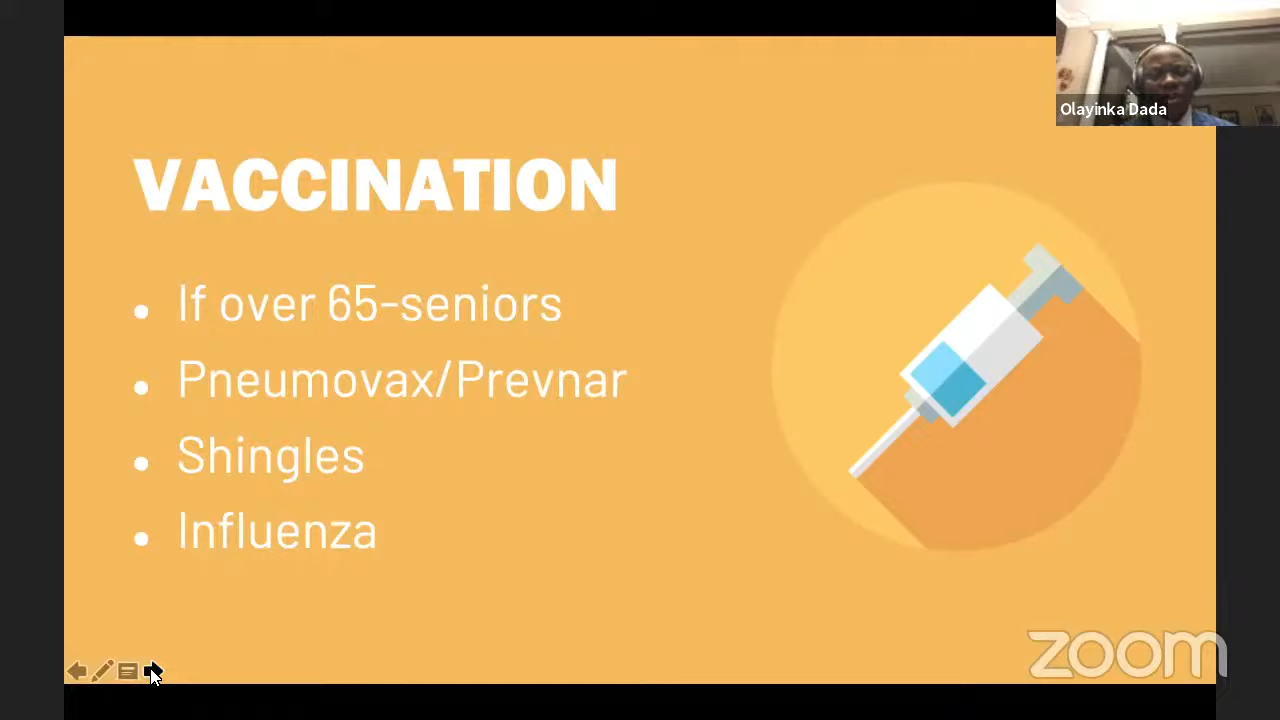 Olayinka Dada
VACCINATION
• If over 65-seniors
• Pneumovax/Prevnar
• Shingles
• Influenza
zoom